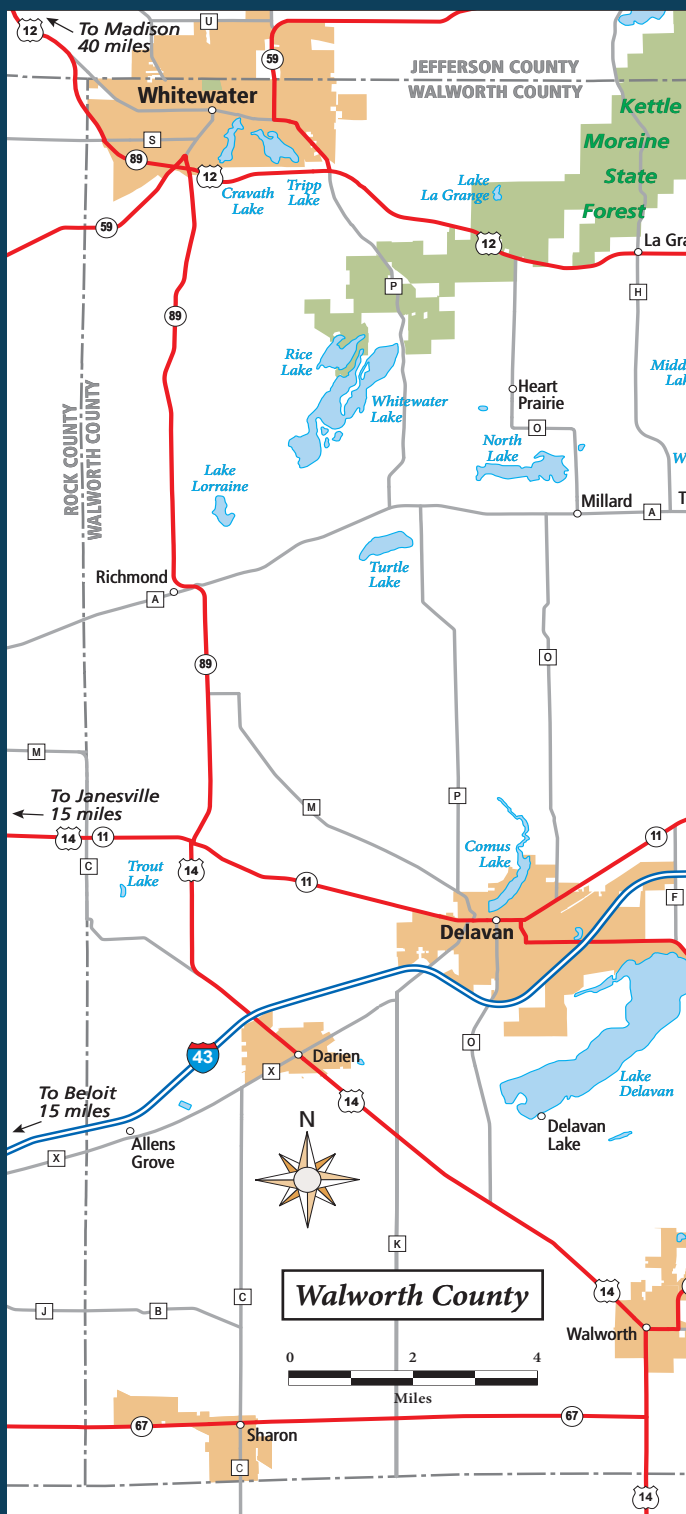 12
To Madison
40 miles
U
59
JEFFERSON COUNTY
WALWORTH COUNTY
Whitewater
Kettle
Moraine
State
Forest
S
89
12
Cravath
Lake
Tripp
Lake
Lake
La Grange
59
12
La Gra
P
H
89
Rice
Lake
Midd
Lak
Heart
Prairie
Whitewater
Lake
ROCK COUNTY
WALWORTH COUNTY
O
North
Lake
W
Lake
Lorraine
Millard
A
T
Turtle
Lake
Richmond
A
O
89
M
To Janesville
15 miles
P
M
14
11
11
Comus
Lake
C
Trout
Lake
14
11
F
Delavan
43
Darien
O
X
Lake
Delavan
To Beloit
15 miles
14
N
Delavan
Lake
Allens
Grove
X
K
Walworth County
14
C
J
B
Walworth
0
2
4
Miles
67
67
Sharon
C
14